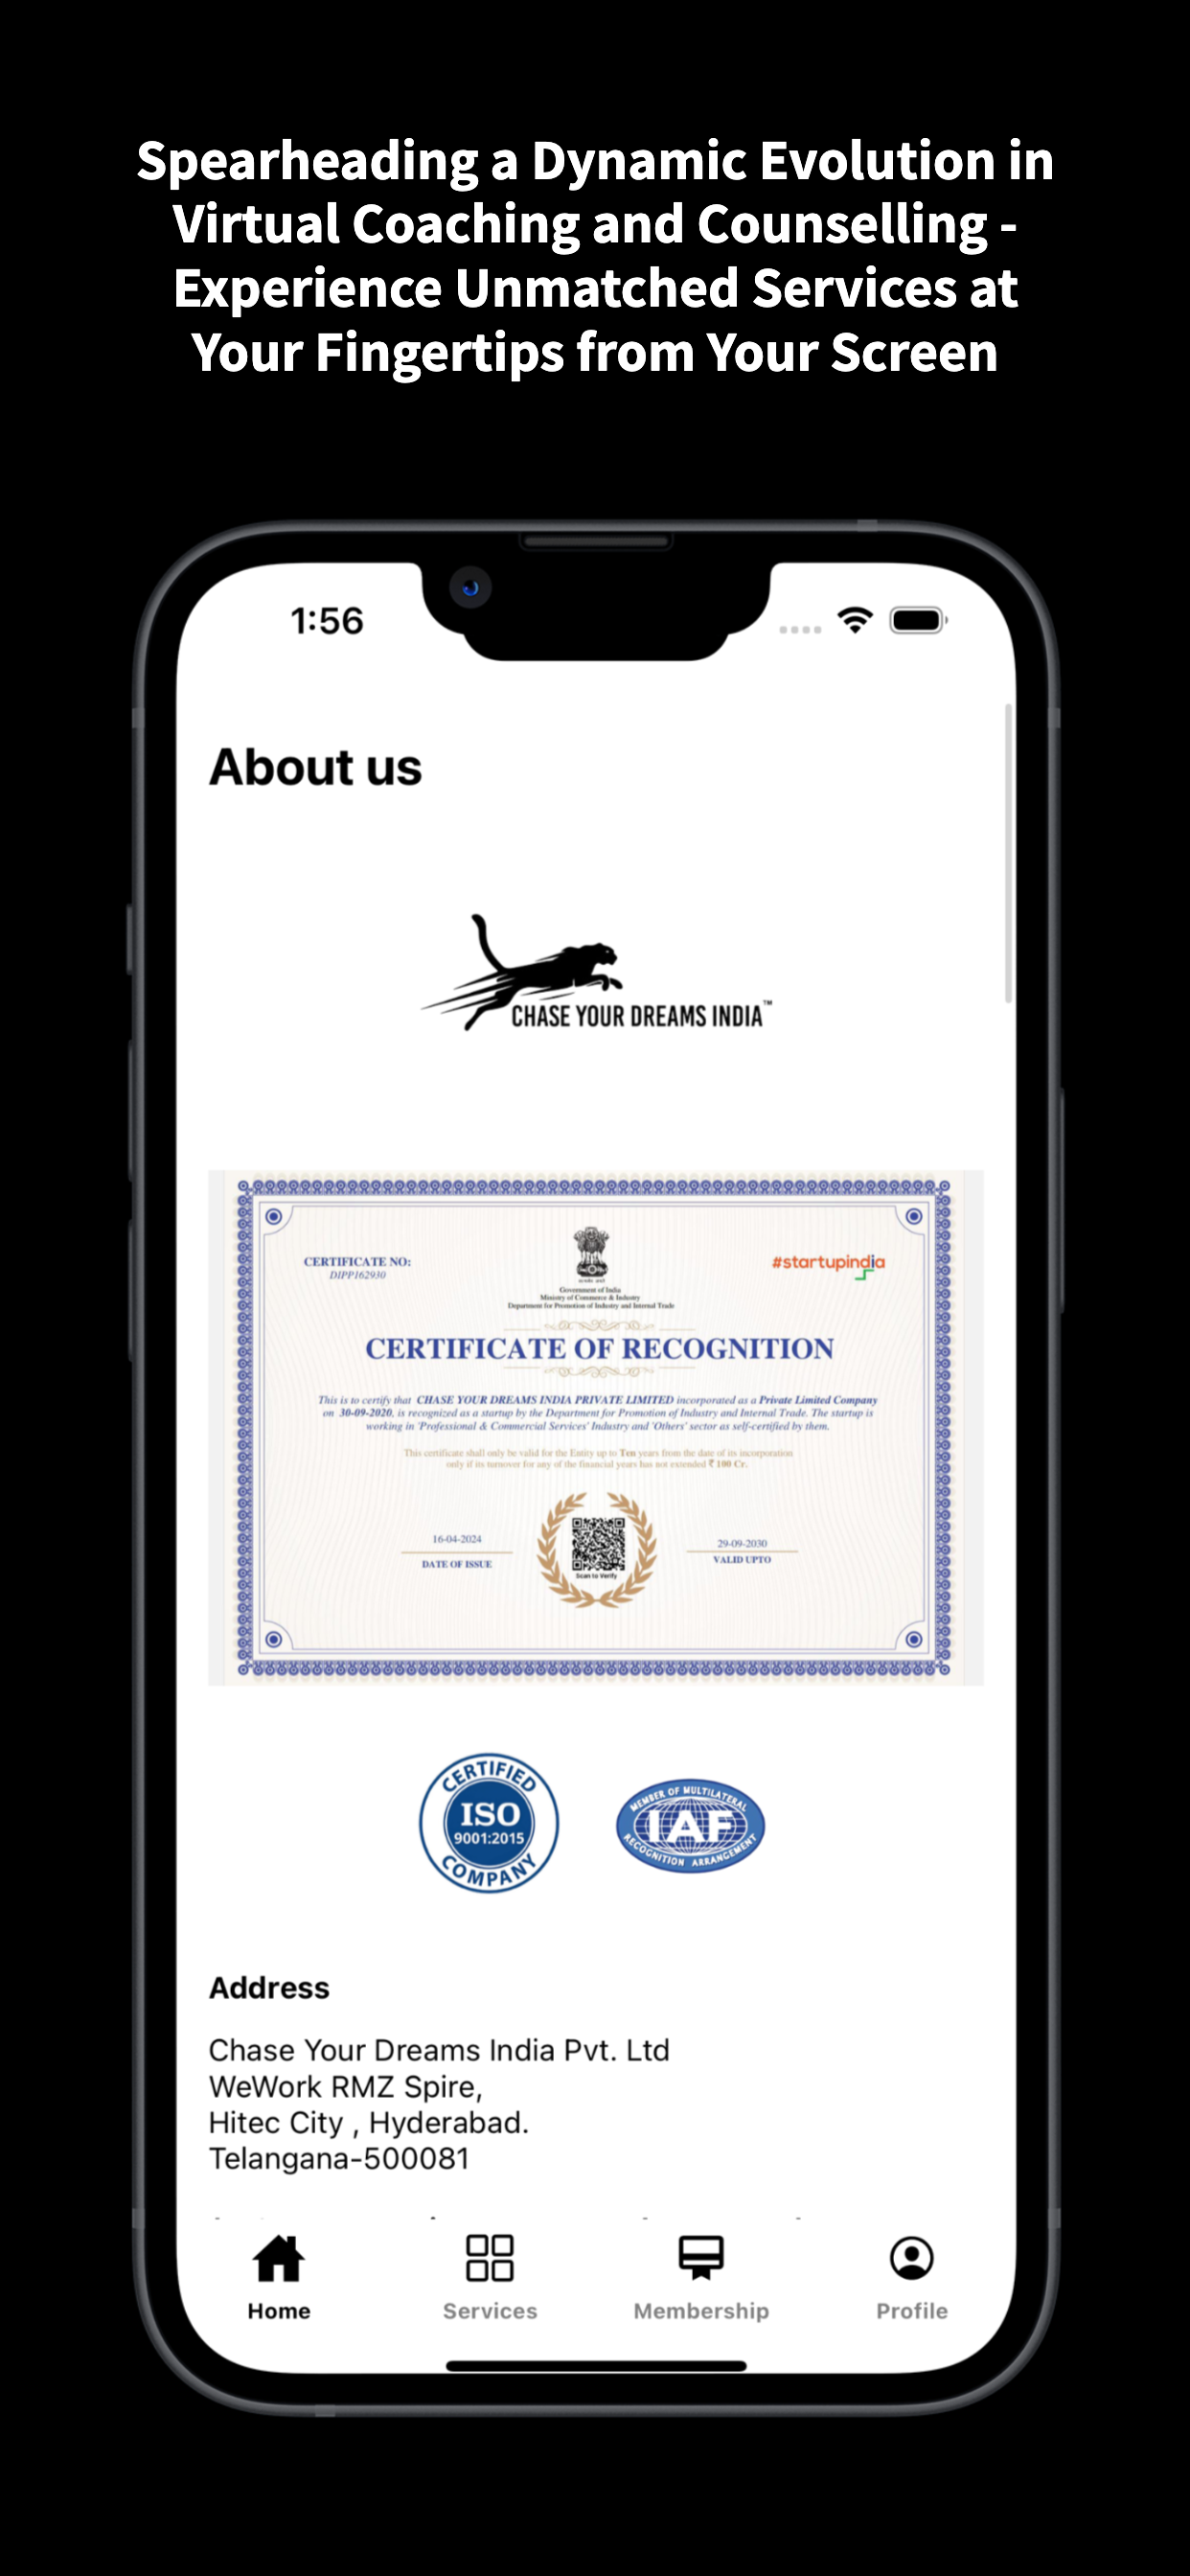 Spearheading a Dynamic Evolution in
Virtual Coaching and Counselling -
Experience Unmatched Services at
Your Fingertips from Your Screen
1:56
About us
CHASE YOUR DREAMS INDIA™
CERTIFICATE NO:
DIPP162930
#startupindia
Government of India
Ministry of Commerce & Industry
Department for Promotion of Industry and Internal Trade
CERTIFICATE OF RECOGNITION
This is to certify that CHASE YOUR DREAMS INDIA PRIVATE LIMITED incorporated as a Private Limited Company
on 30-09-2020, is recognized as a startup by the Department for Promotion of Industry and Internal Trade. The startup is
working in 'Professional & Commercial Services' Industry and 'Others' sector as self-certified by them.
This certificate shall only be valid for the Entity up to Ten years from the date of its incorporation
only if its turnover for any of the financial years has not extended ₹ 100 Cr.
16-04-2024
DATE OF ISSUE
Scan to Verify
29-09-2030
VALID UPTO
CERTIFIED
ISO
9001:2015
COMPANY
MEMBER OF MULTILATERAL
IAF
RECOGNITION ARRANGEMENT
Address
Chase Your Dreams India Pvt. Ltd
WeWork RMZ Spire,
Hitec City , Hyderabad.
Telangana-500081
Home
Services
Membership
Profile